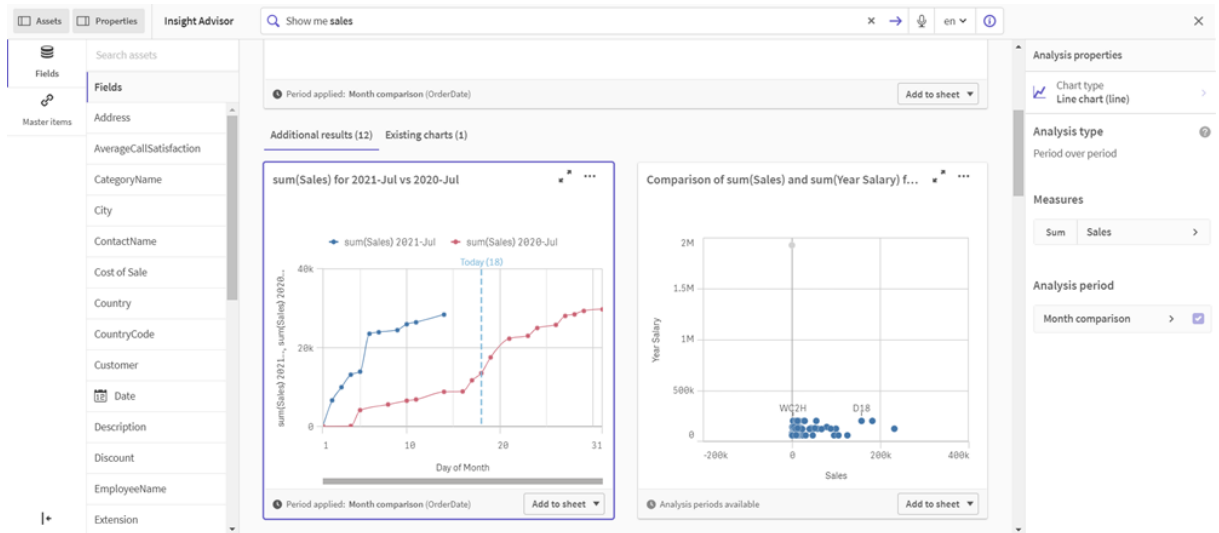 Assets
Properties
Insight Advisor
Show me sales
en
Fields
Master items
Search assets
Fields
Address
AverageCallSatisfaction
CategoryName
City
ContactName
Cost of Sale
Country
CountryCode
Customer
Date
Description
Discount
EmployeeName
Extension
Period applied: Month comparison (OrderDate)
Add to sheet
Additional results (12)
Existing charts (1)
sum(Sales) for 2021-Jul vs 2020-Jul
sum(Sales) 2021-Jul
sum(Sales) 2020-Jul
Today (18)
sum(Sales) 2021..., sum(Sales) 2020...
40k
20k
0
1
10
20
31
Day of Month
Period applied: Month comparison (OrderDate)
Add to sheet
Comparison of sum(Sales) and sum(Year Salary) f...
Year Salary
2M
1.5M
1M
500k
0
WC2H
D18
-200k
0
200k
400k
Sales
Analysis periods available
Add to sheet
Analysis properties
Chart type
Line chart (line)
Analysis type
Period over period
Measures
Sum
Sales
Analysis period
Month comparison